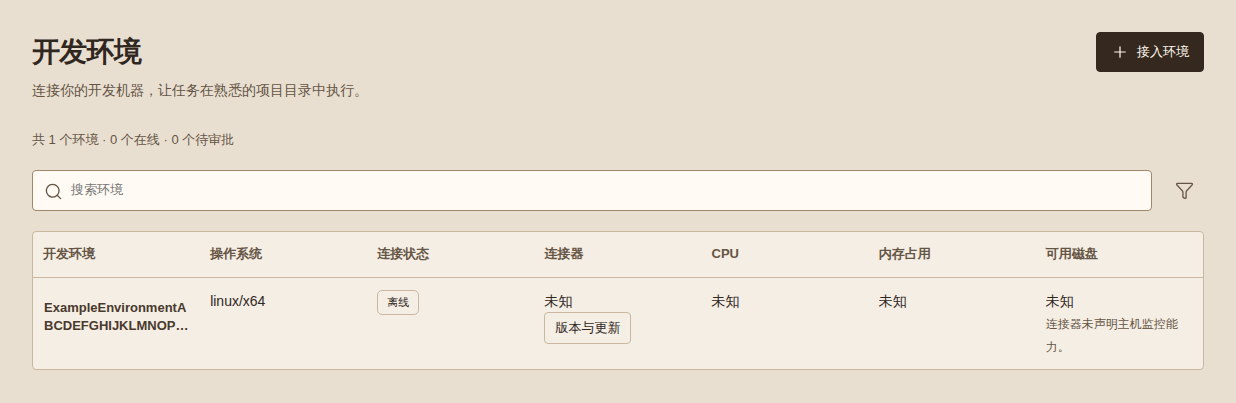 开发环境
接入环境
连接你的开发机器，让任务在熟悉的项目目录中执行。
共 1 个环境 · 0 个在线 · 0 个待审批
搜索环境
开发环境 操作系统 连接状态 连接器 CPU 内存占用 可用磁盘
ExampleEnvironmentA
BCDEFGHIJKLMNOP…
linux/x64
离线
未知
版本与更新
未知
未知
未知
连接器未声明主机监控能
力。